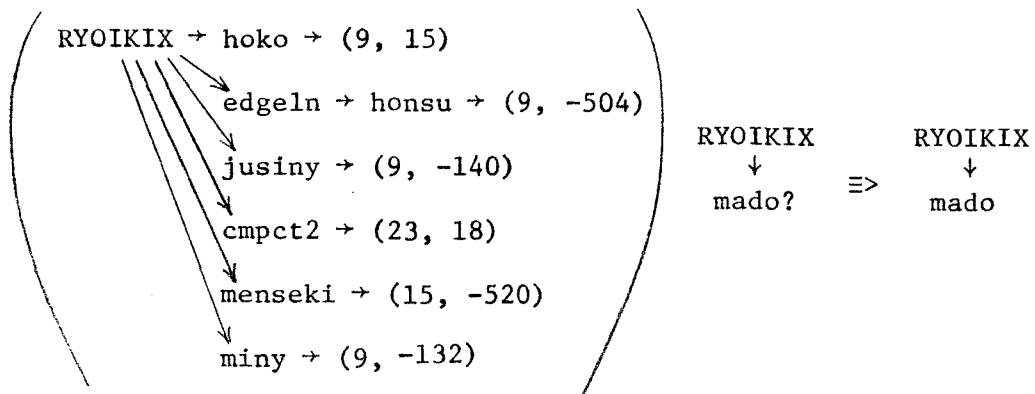 RYOIKIX → hoko → (9, 15)
edgeln → honsu → (9, -504)
jusiny → (9, -140)
cmpct2 → (23, 18)
menseki → (15, -520)
miny → (9, -132)
RYOIKIX
↓
mado?
≡>
RYOIKIX
↓
mado